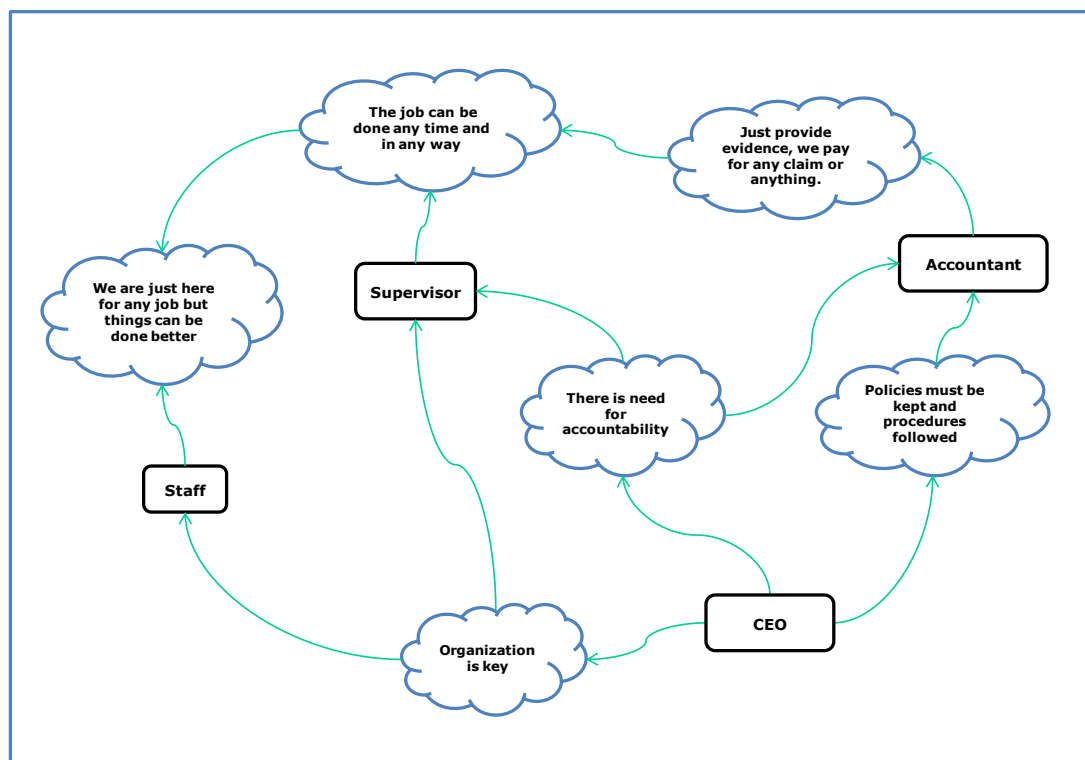 The job can be
done any time and
in any way
Just provide
evidence, we pay
for any claim or
anything.
Accountant
Supervisor
We are just here
for any job but
things can be
done better
There is need
for
accountability
Policies must be
kept and
procedures
followed
Staff
CEO
Organization
is key